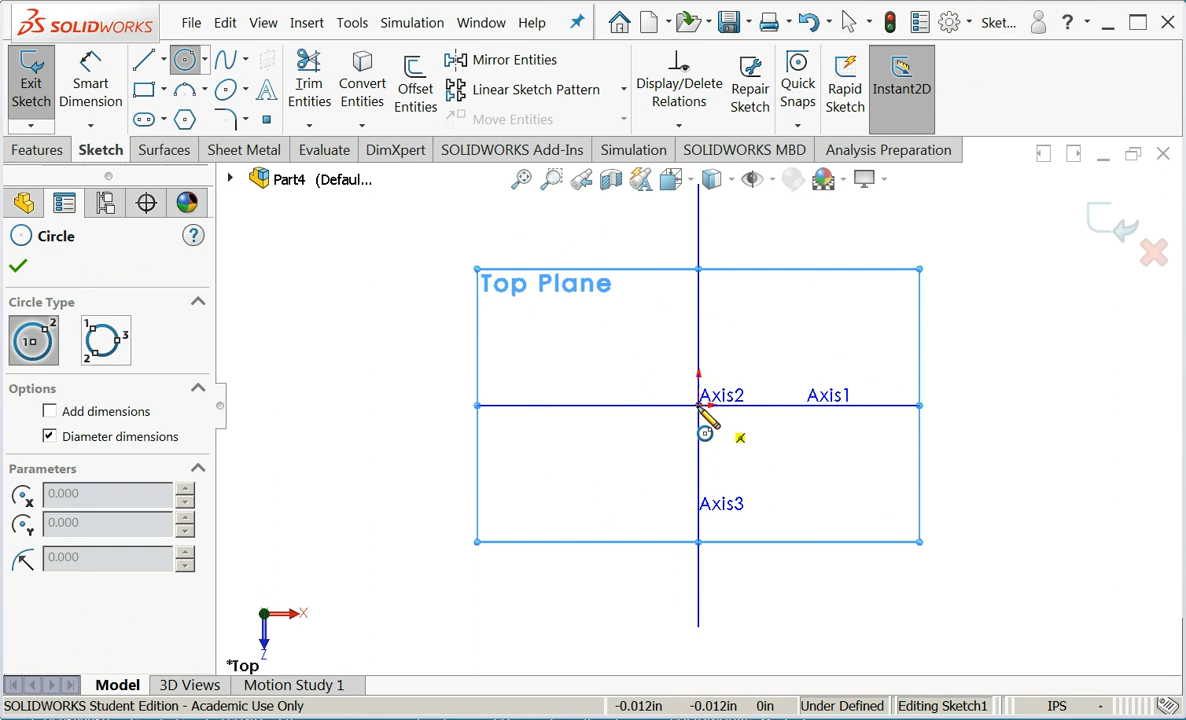 SOLIDWORKS File Edit View Insert Tools Simulation Window Help Sket... ?
Exit Sketch
Smart Dimension
Trim Entities
Convert Entities
Offset Entities
Mirror Entities
Linear Sketch Pattern
Move Entities
Display/Delete Relations
Repair Sketch
Quick Snaps
Rapid Sketch
Instant2D
Features Sketch Surfaces Sheet Metal Evaluate DimXpert SOLIDWORKS Add-Ins Simulation SOLIDWORKS MBD Analysis Preparation
Part4 (Defaul...
Circle ?
Circle Type
Options
Add dimensions
Diameter dimensions
Parameters
0.000
0.000
0.000
Top Plane
Axis2 Axis1
Axis3
X
Z
*Top
Model 3D Views Motion Study 1
SOLIDWORKS Student Edition - Academic Use Only -0.012in -0.012in 0in Under Defined Editing Sketch1 IPS